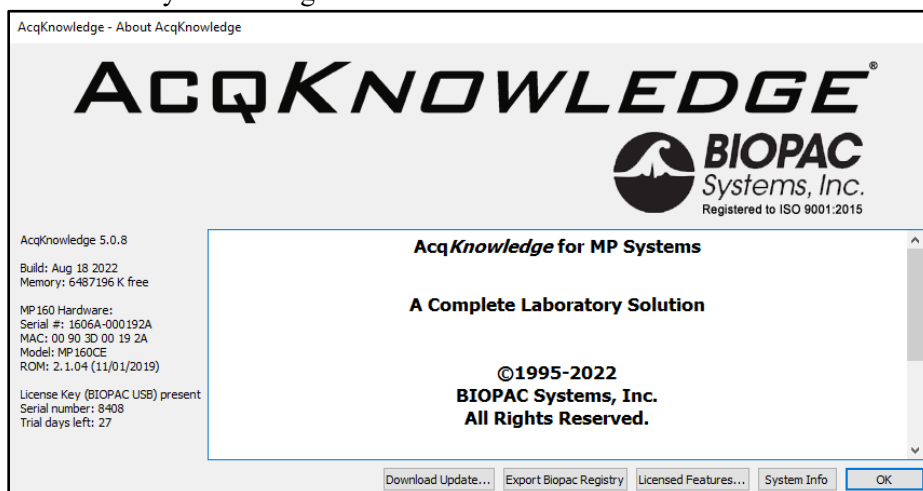 AcqKnowledge - About AcqKnowledge
ACQKNOWLEDGE®
BIOPAC
Systems, Inc.
Registered to ISO 9001:2015
AcqKnowledge 5.0.8
Build: Aug 18 2022
Memory: 6487196 K free
MP160 Hardware:
Serial #: 1606A-000192A
MAC: 00 90 3D 00 19 2A
Model: MP160CE
ROM: 2.1.04 (11/01/2019)
License Key (BIOPAC USB) present
Serial number: 8408
Trial days left: 27
AcqKnowledge for MP Systems
A Complete Laboratory Solution
©1995-2022
BIOPAC Systems, Inc.
All Rights Reserved.
Download Update... Export Biopac Registry Licensed Features... System Info OK